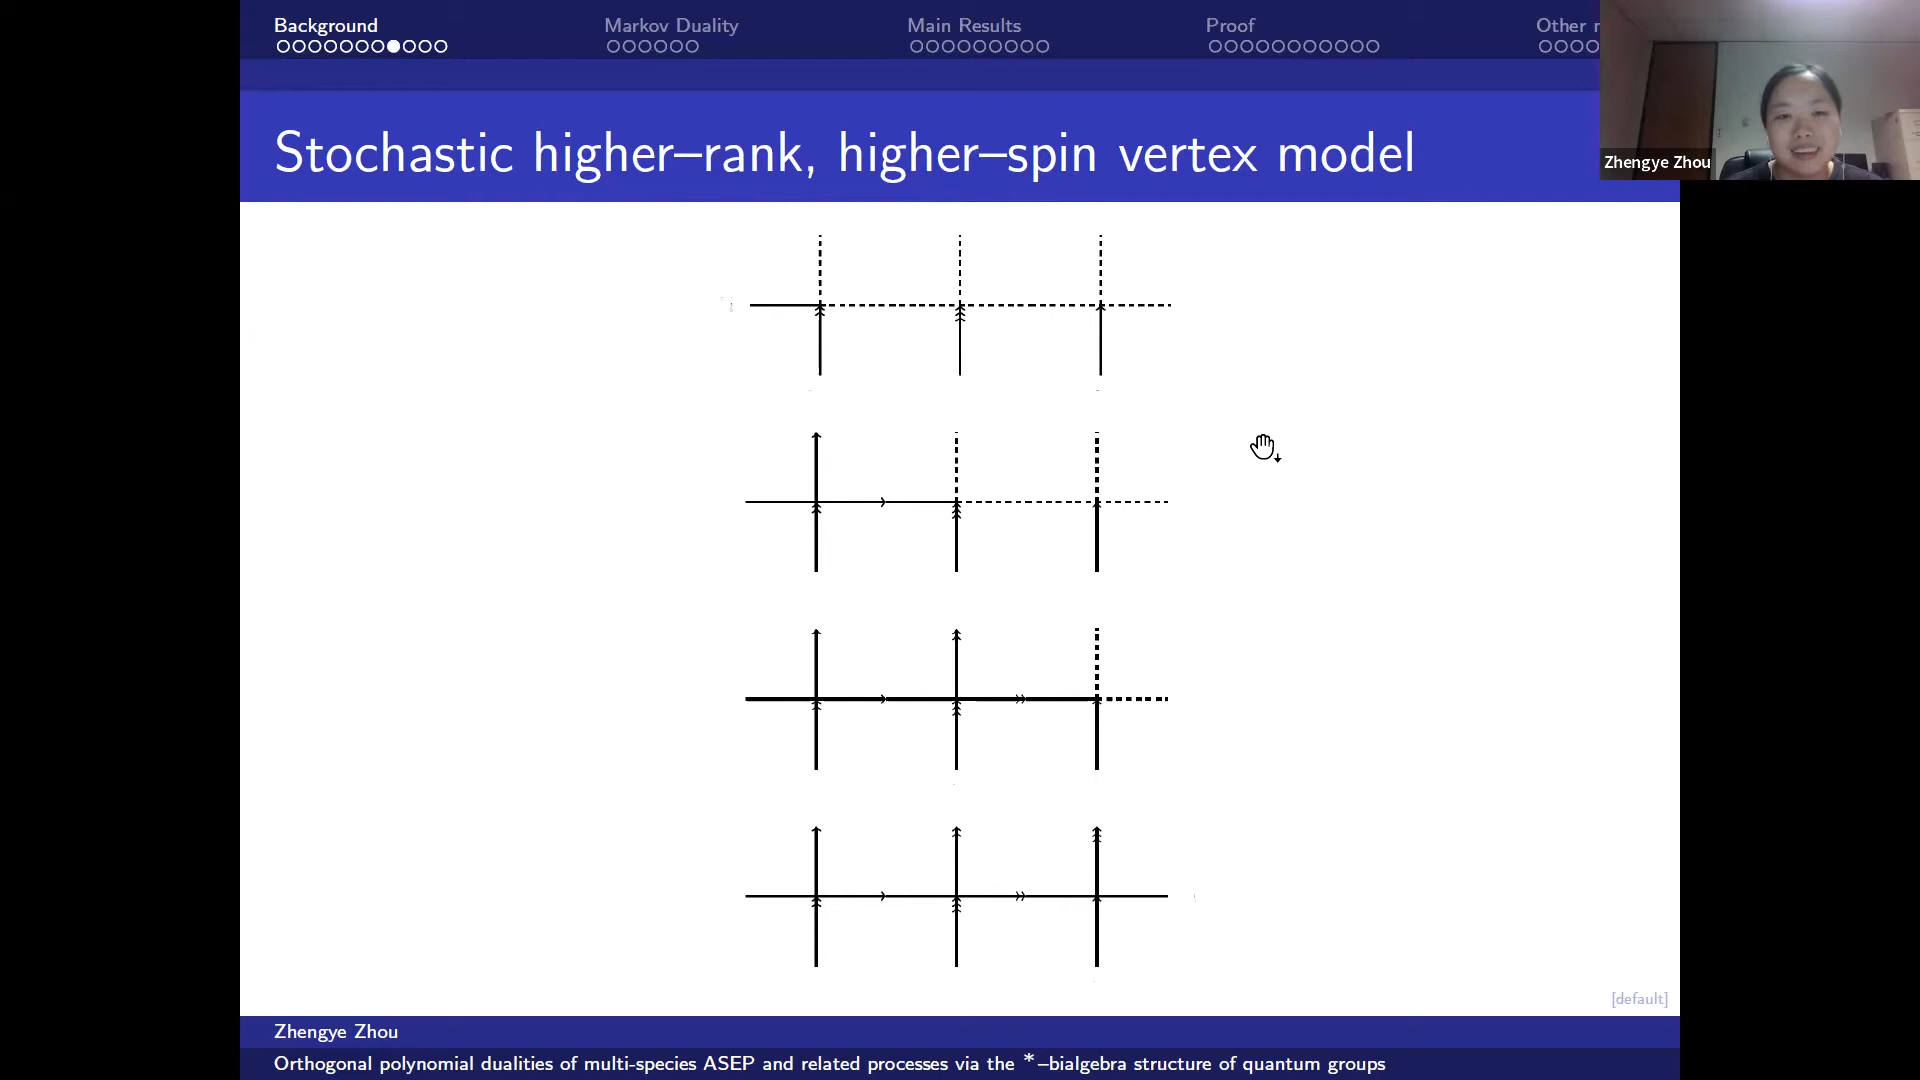 Background Markov Duality Main Results Proof Other
Stochastic higher–rank, higher–spin vertex model
Zhengye Zhou
[default]
Zhengye Zhou
Orthogonal polynomial dualities of multi-species ASEP and related processes via the *–bialgebra structure of quantum groups